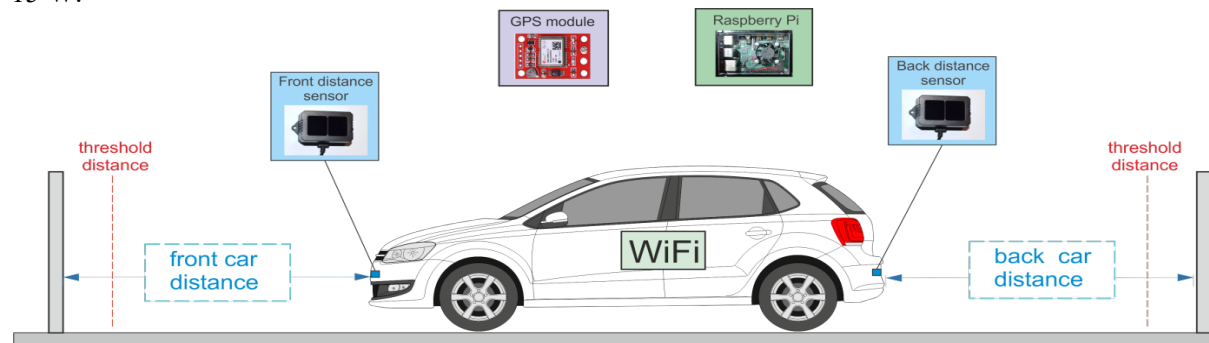 GPS module
Raspberry Pi
Front distance
sensor
Back distance
sensor
threshold
distance
threshold
distance
front car
distance
WiFi
back car
distance